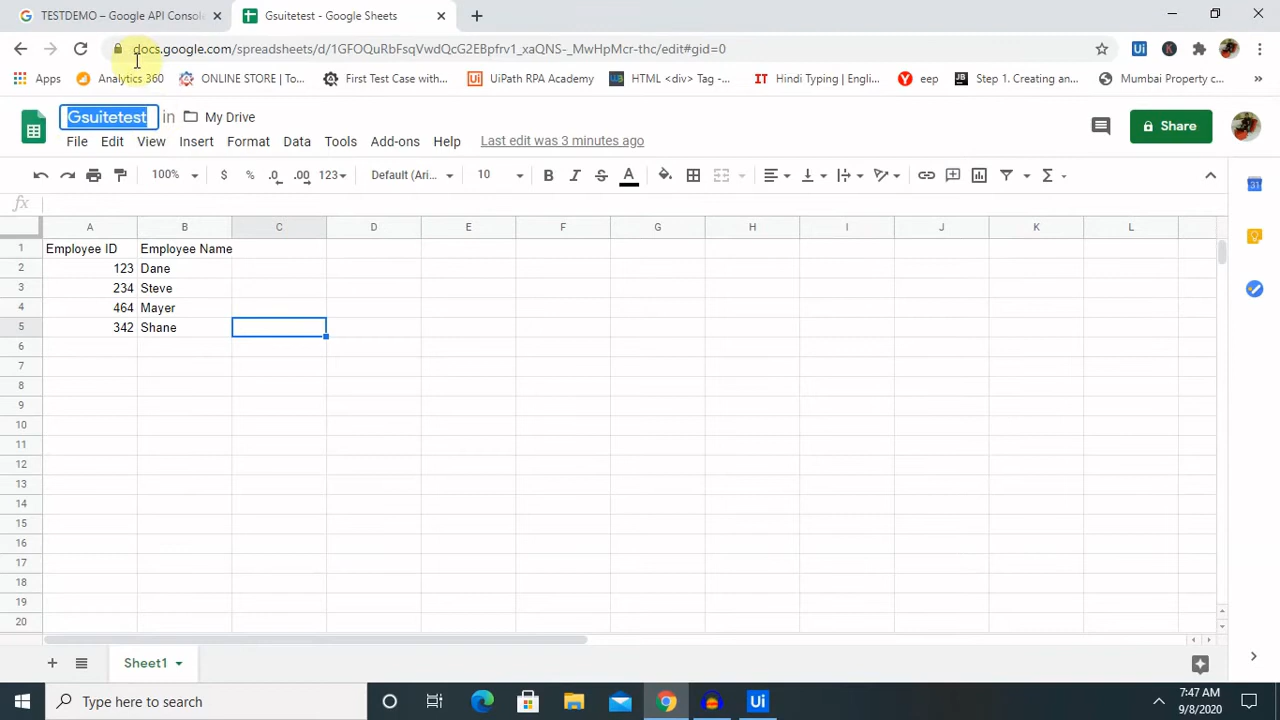 TESTDEMO – Google API Consol
Gsuitetest - Google Sheets
docs.google.com/spreadsheets/d/1GFOQuRbFsqVwdQcG2EBpfrv1_xaQNS-_MwHpMcr-thc/edit#gid=0
Apps Analytics 360 ONLINE STORE | To... First Test Case with... UiPath RPA Academy HTML <div> Tag -... Hindi Typing | Engli... eep Step 1. Creating an... Mumbai Property c... »
Gsuitetest in My Drive
Share
File Edit View Insert Format Data Tools Add-ons Help Last edit was 3 minutes ago
100% $ % .0 .00 123 Default (Ari... 10 B I S A Σ
fx
A B C D E F G H I J K L
1 Employee ID Employee Name
2 123 Dane
3 234 Steve
4 464 Mayer
5 342 Shane
6
7
8
9
10
11
12
13
14
15
16
17
18
19
20
31
Sheet1
Type here to search
Ui
7:47 AM
9/8/2020